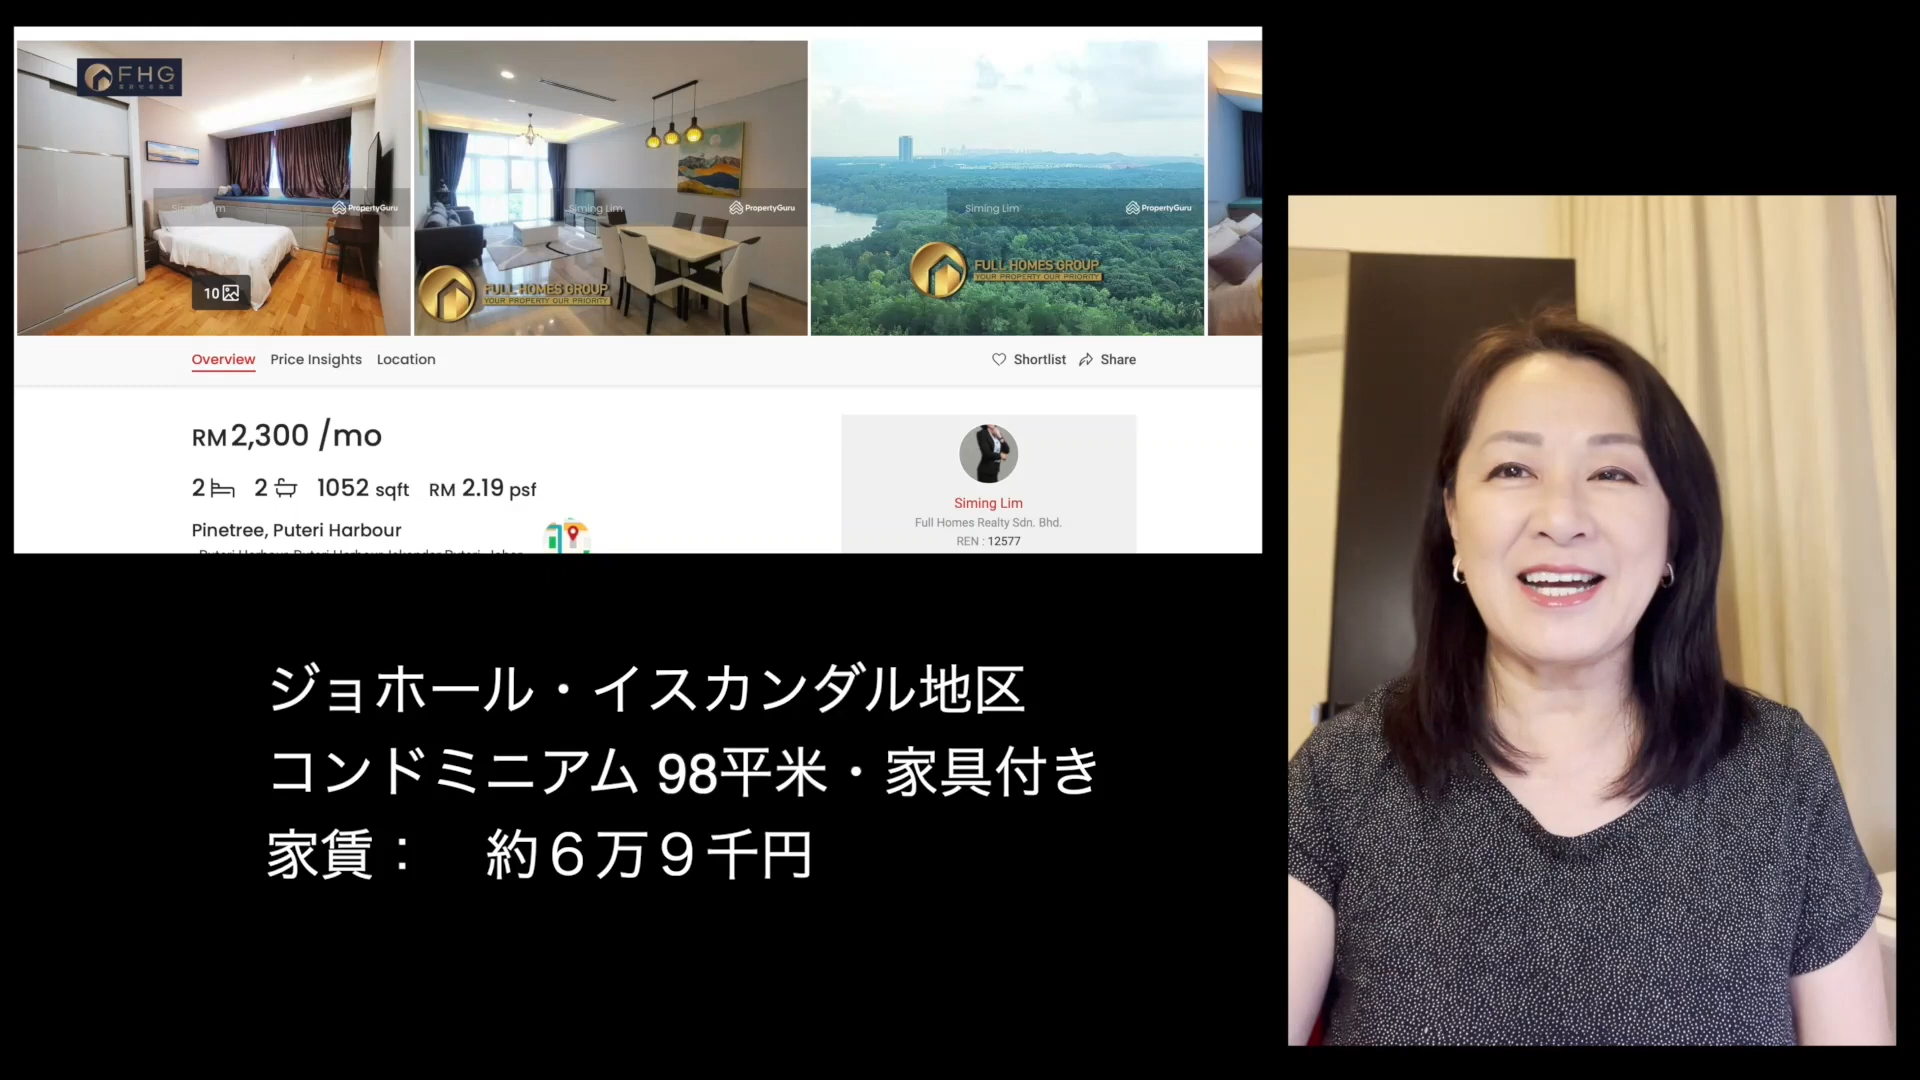 FHG
10
Siming Lim
PropertyGuru
FULL HOMES GROUP
YOUR PROPERTY OUR PRIORITY
Siming Lim
PropertyGuru
FULL HOMES GROUP
YOUR PROPERTY OUR PRIORITY
Siming Lim
PropertyGuru
Overview Price Insights Location
Shortlist Share
RM 2,300 /mo
2 2 1052 sqft RM 2.19 psf
Pinetree, Puteri Harbour
Siming Lim
Full Homes Realty Sdn. Bhd.
REN : 12577
ジョホール・イスカンダル地区
コンドミニアム 98平米・家具付き
家賃： 約６万９千円